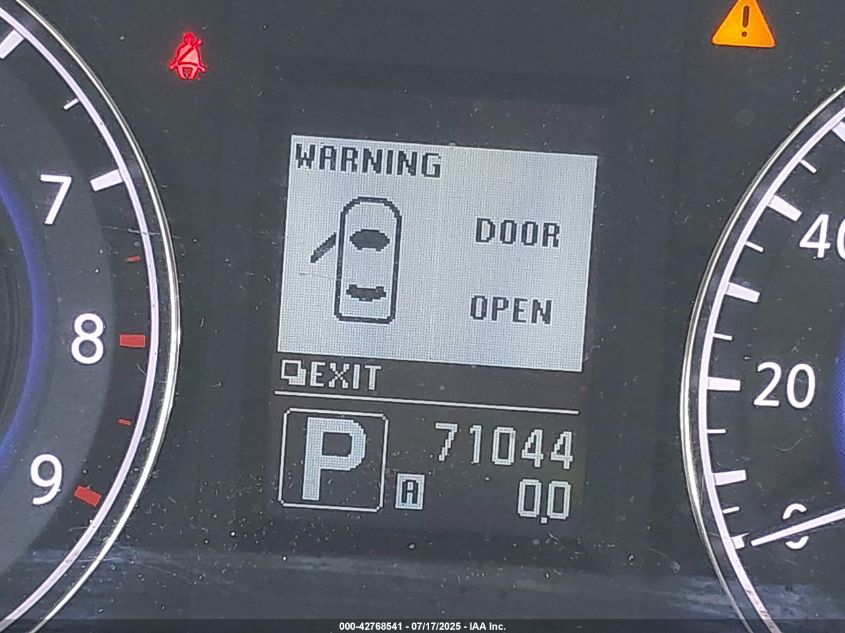 WARNING
DOOR
OPEN
EXIT
P
71044
A
0.0
7
8
9
40
20
0
000-42768541 - 07/17/2025 - IAA Inc.